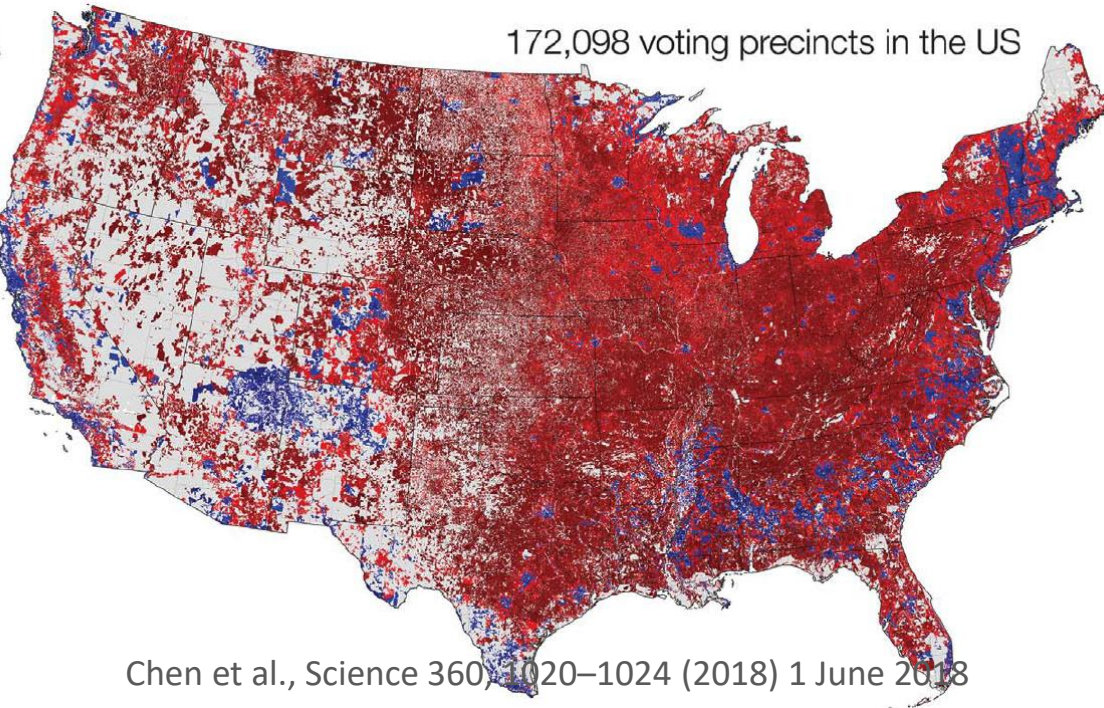 172,098 voting precincts in the US
Chen et al., Science 360, 1020–1024 (2018) 1 June 2018